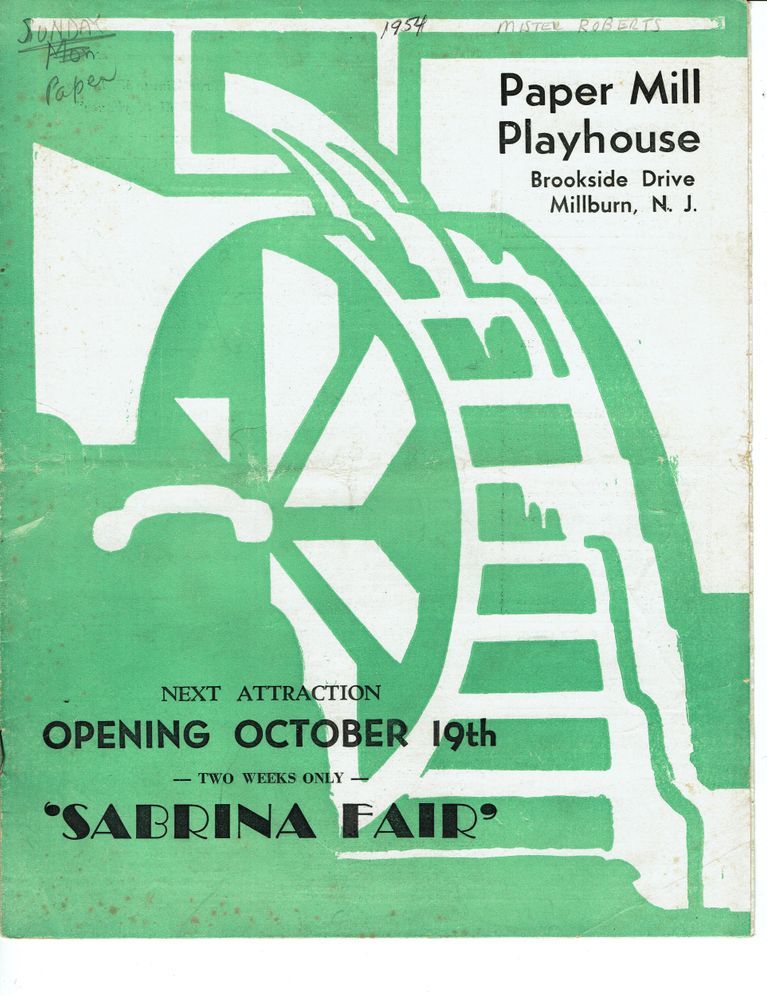 SUNDAY 1954 MISTER ROBERTS
Mon
Paper
Paper Mill
Playhouse
Brookside Drive
Millburn, N. J.
NEXT ATTRACTION
OPENING OCTOBER 19th
— TWO WEEKS ONLY —
‘SABRINA FAIR’